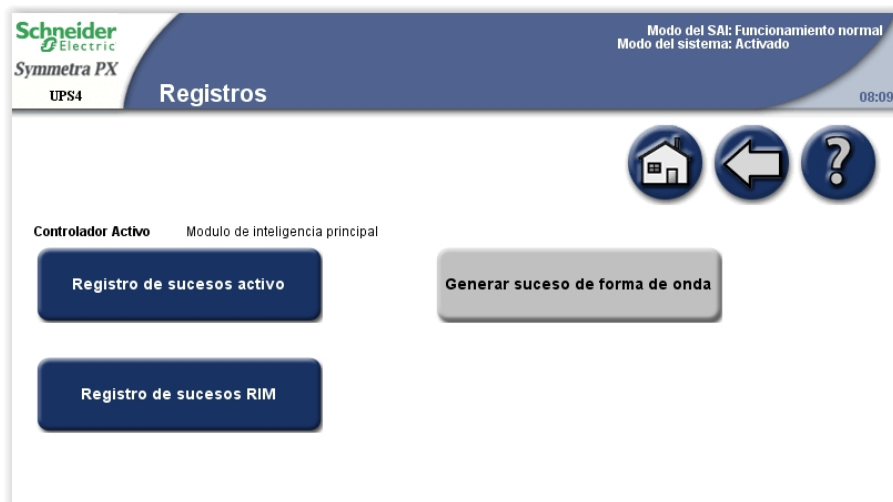 Schneider
Electric
Symmetra PX
UPS4
Registros
Modo del SAI: Funcionamiento normal
Modo del sistema: Activado
08:09
?
Controlador Activo Modulo de inteligencia principal
Registro de sucesos activo
Generar suceso de forma de onda
Registro de sucesos RIM